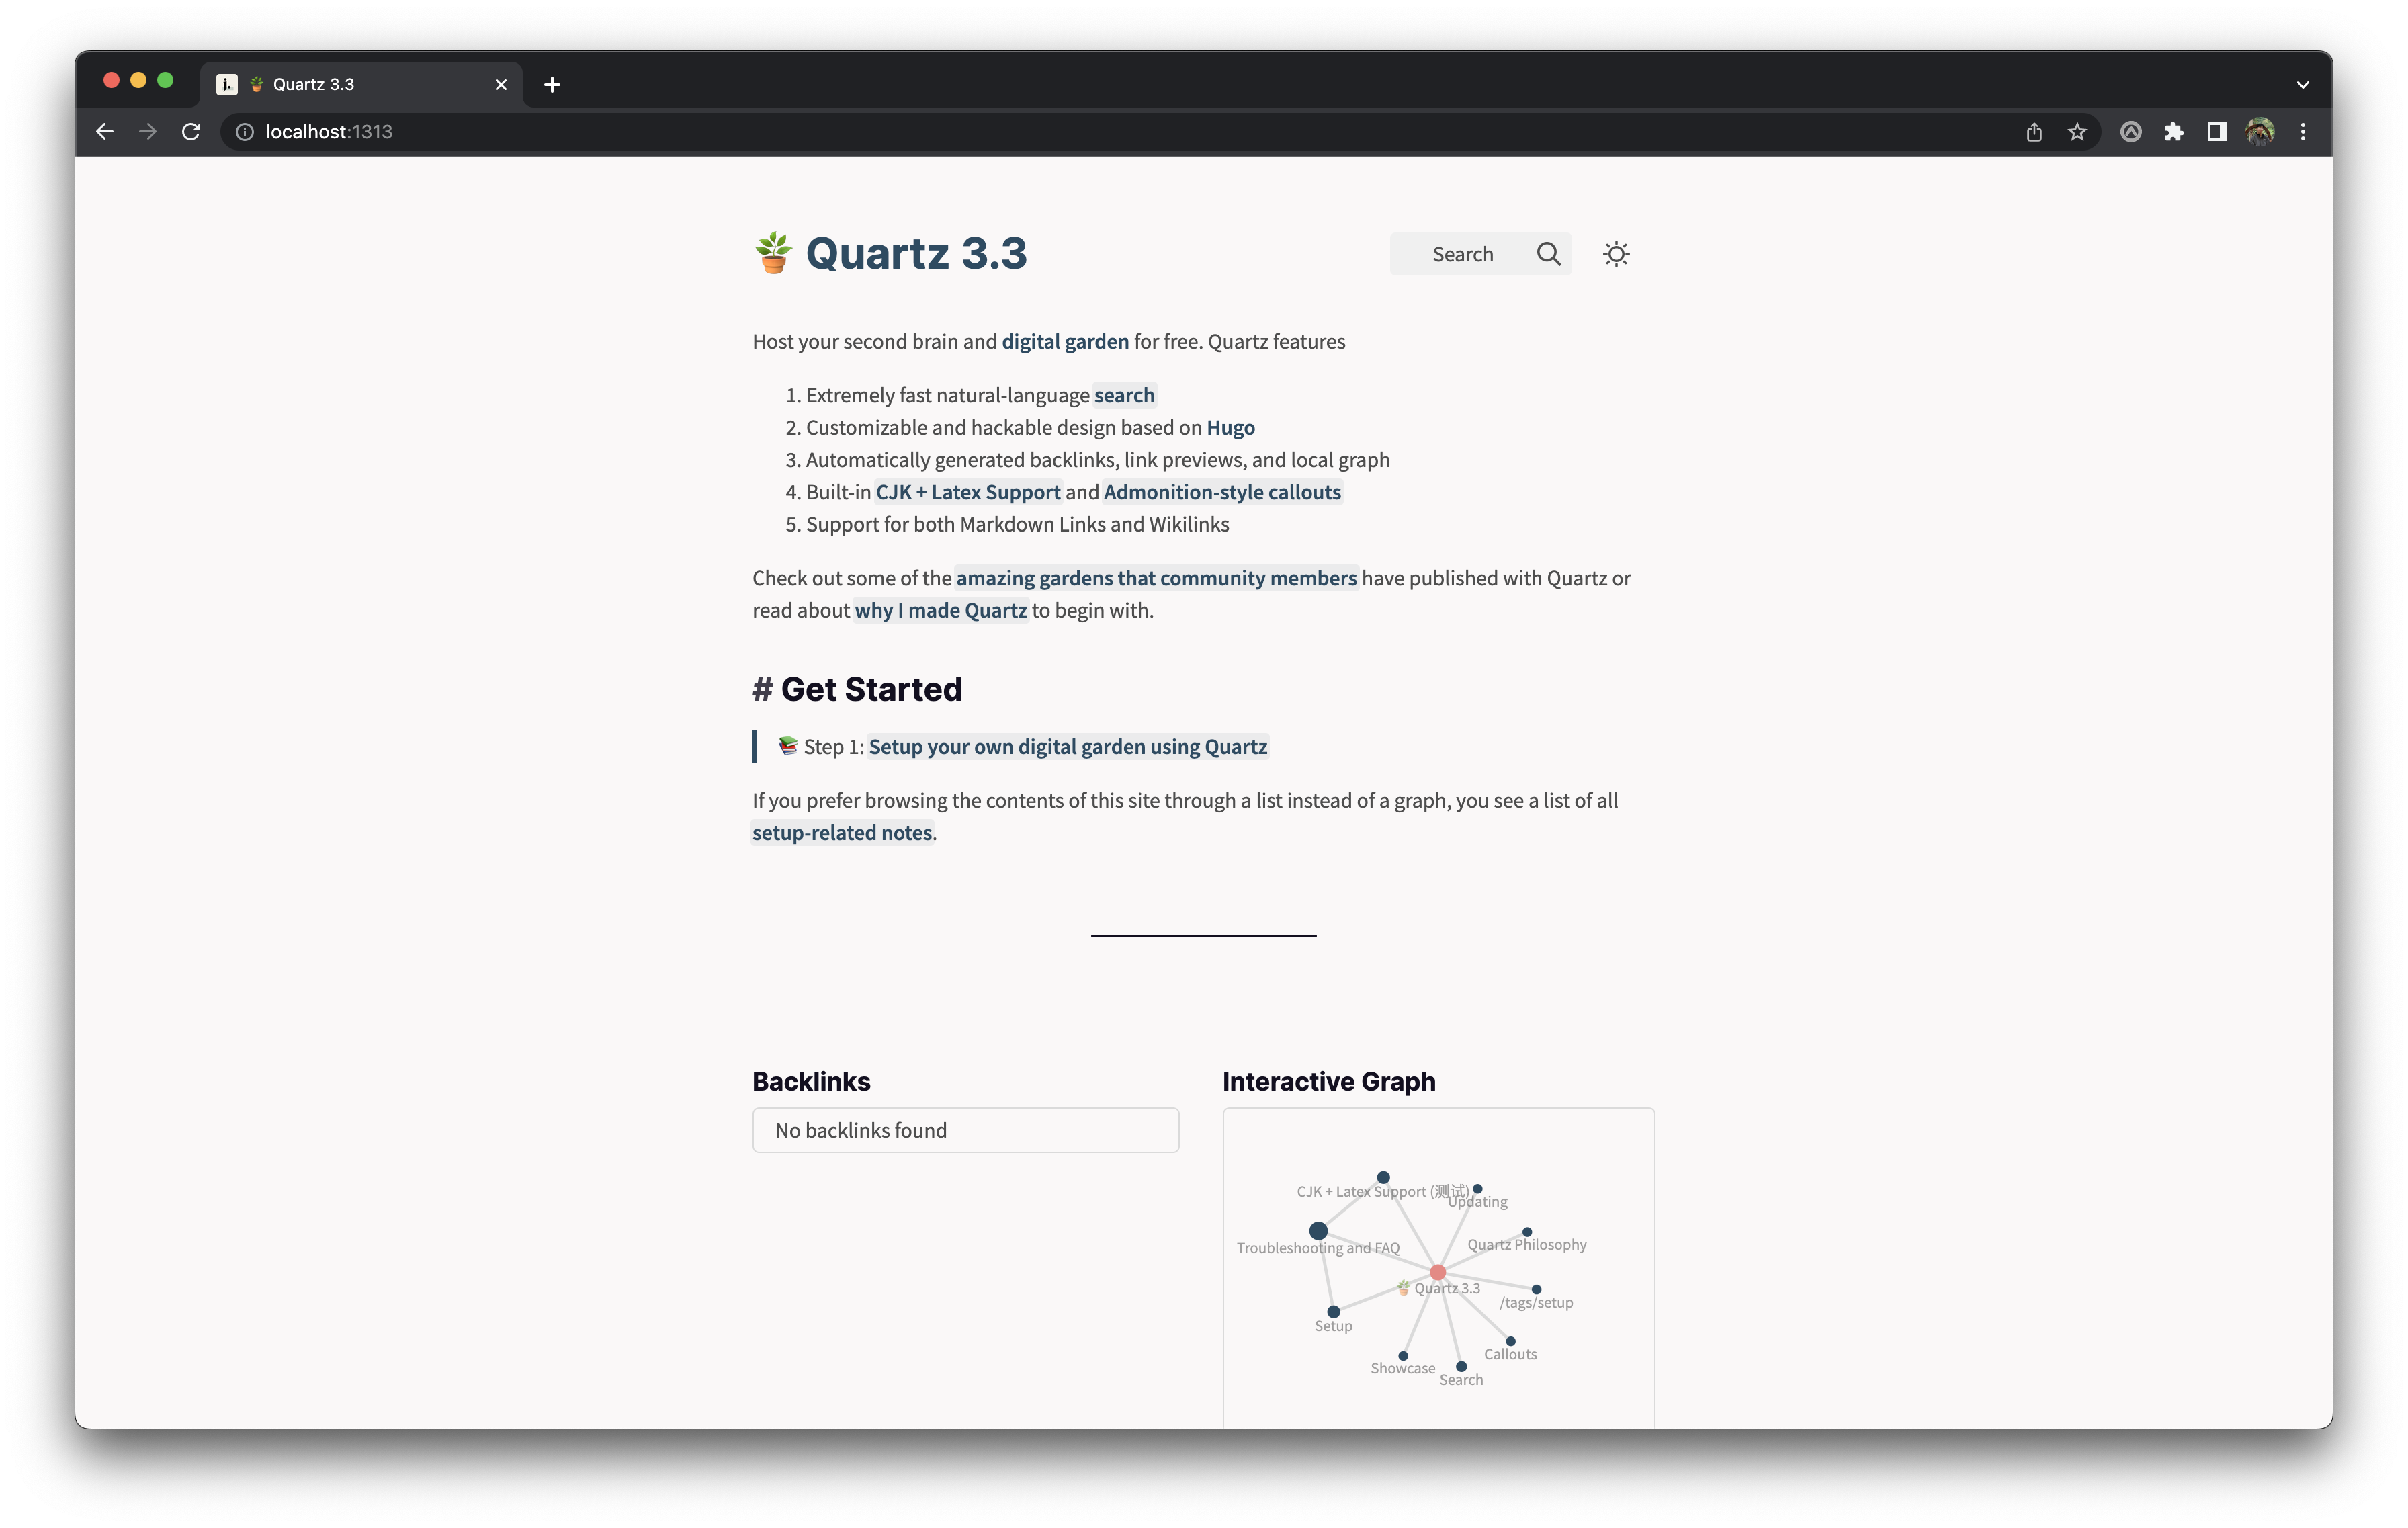 🪴 Quartz 3.3
localhost:1313
🪴 Quartz 3.3
Search
Host your second brain and digital garden for free. Quartz features
1. Extremely fast natural-language search
2. Customizable and hackable design based on Hugo
3. Automatically generated backlinks, link previews, and local graph
4. Built-in CJK + Latex Support and Admonition-style callouts
5. Support for both Markdown Links and Wikilinks
Check out some of the amazing gardens that community members have published with Quartz or
read about why I made Quartz to begin with.
# Get Started
📚 Step 1: Setup your own digital garden using Quartz
If you prefer browsing the contents of this site through a list instead of a graph, you see a list of all
setup-related notes.
Backlinks
No backlinks found
Interactive Graph
CJK + Latex Support (测试)
Updating
Quartz Philosophy
Troubleshooting and FAQ
🪴 Quartz 3.3
/tags/setup
Setup
Callouts
Showcase
Search